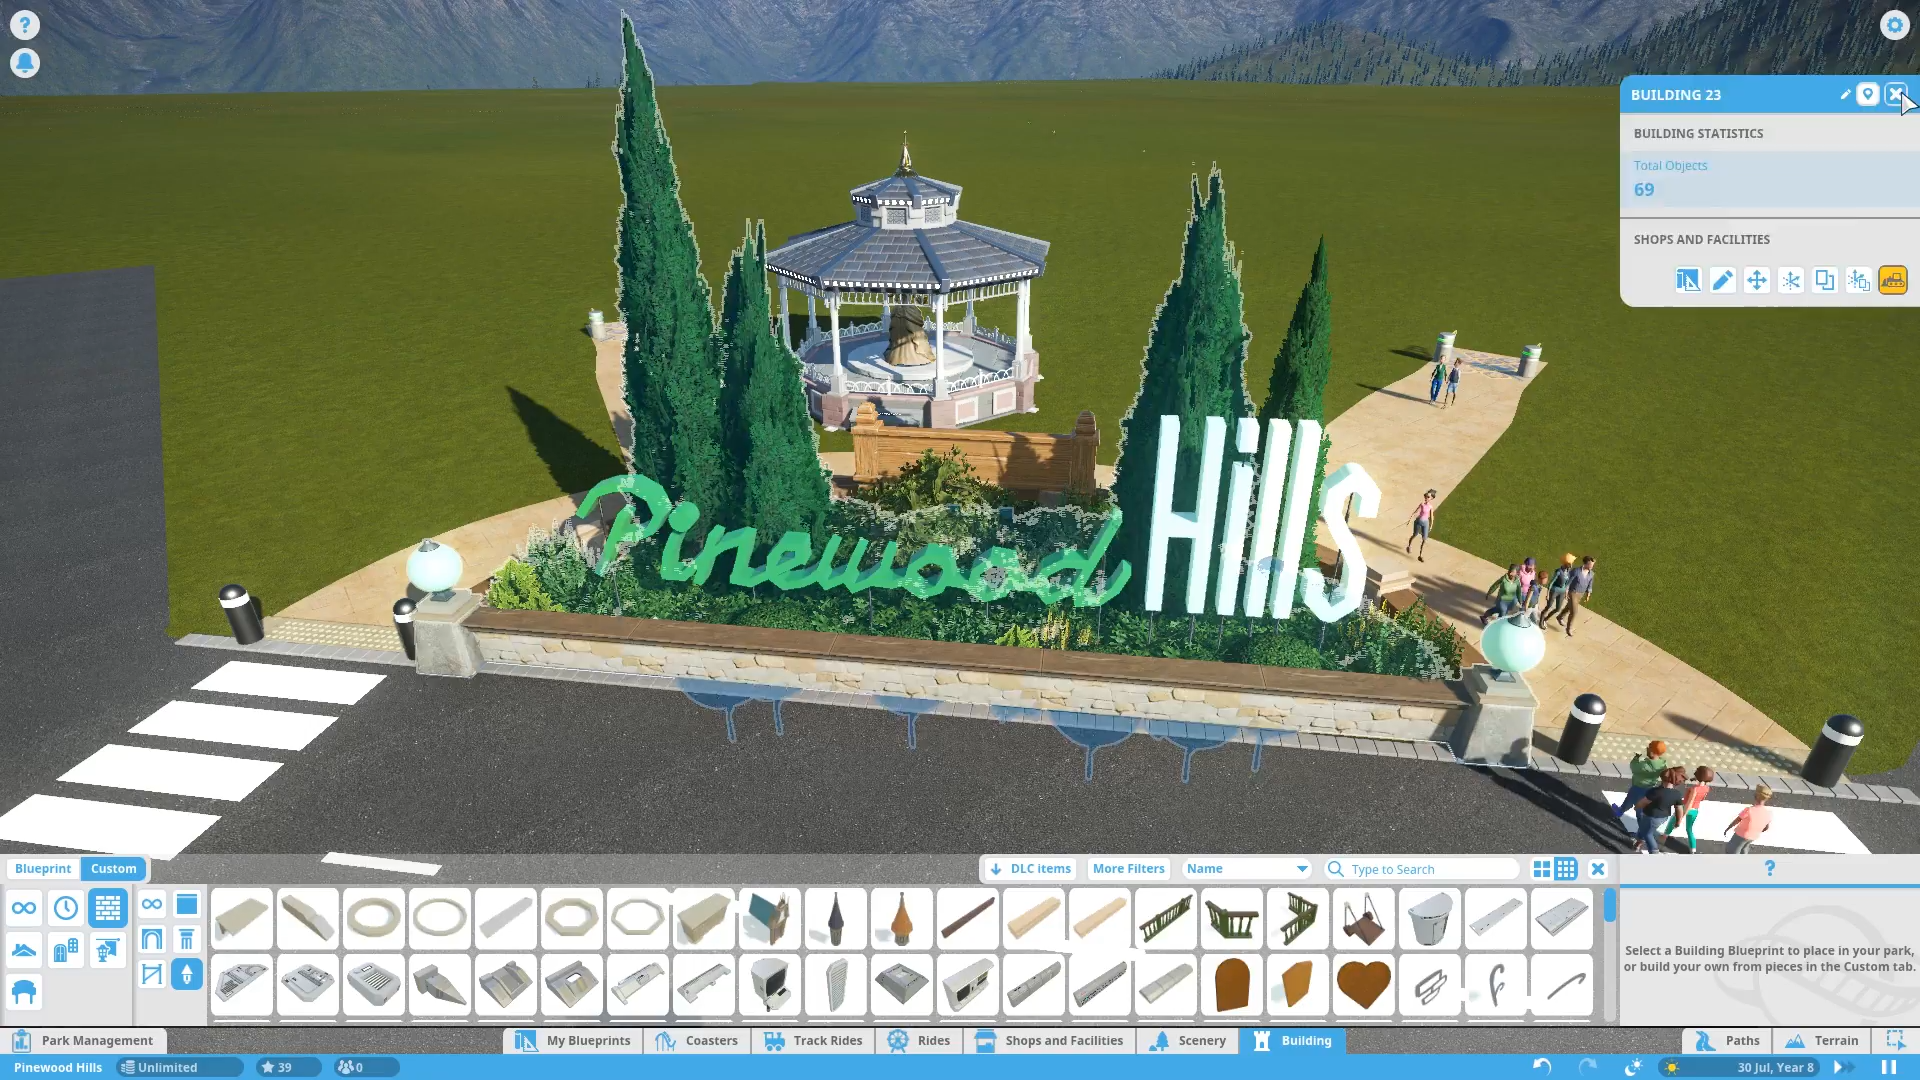 ?
BUILDING 23
BUILDING STATISTICS
Total Objects
69
SHOPS AND FACILITIES
Pinewood Hills
Blueprint
Custom
DLC items
More Filters
Name
Type to Search
?
Select a Building Blueprint to place in your park,
or build your own from pieces in the Custom tab.
Park Management
My Blueprints
Coasters
Track Rides
Rides
Shops and Facilities
Scenery
Building
Paths
Terrain
Pinewood Hills
Unlimited
39
0
30 Jul, Year 8